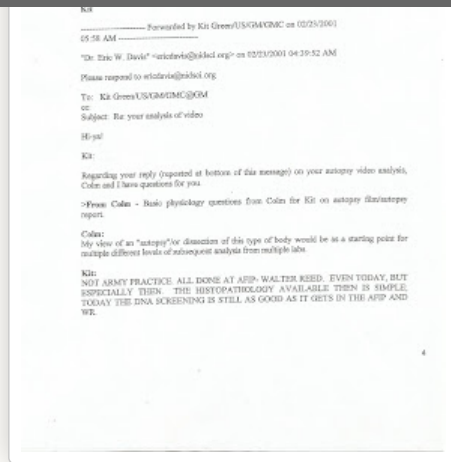 Kit
---------------------- Forwarded by Kit Green/US/GM/GMC on 02/23/2001
05:58 AM ----------------------
"Dr. Eric W. Davis" <ericdavis@nidsci.org> on 02/23/2001 04:39:52 AM
Please respond to ericdavis@nidsci.org
To: Kit Green/US/GM/GMC@GM
cc:
Subject: Re: your analysis of video
Hi-ya!
Kit:
Regarding your reply (reported at bottom of this message) on your autopsy video analysis,
Colm and I have questions for you.
>From Colm - Basic physiology questions from Colm for Kit on autopsy film/autopsy
report.
Colm:
My view of an "autopsy"/or dissection of this type of body would be as a starting point for
multiple different levels of subsequent analysis from multiple labs.
Kit:
NOT ARMY PRACTICE. ALL DONE AT AFIP- WALTER REED, EVEN TODAY, BUT
ESPECIALLY THEN. THE HISTOPATHOLOGY AVAILABLE THEN IS SIMPLE;
TODAY THE DNA SCREENING IS STILL AS GOOD AS IT GETS IN THE AFIP AND
WR.
4